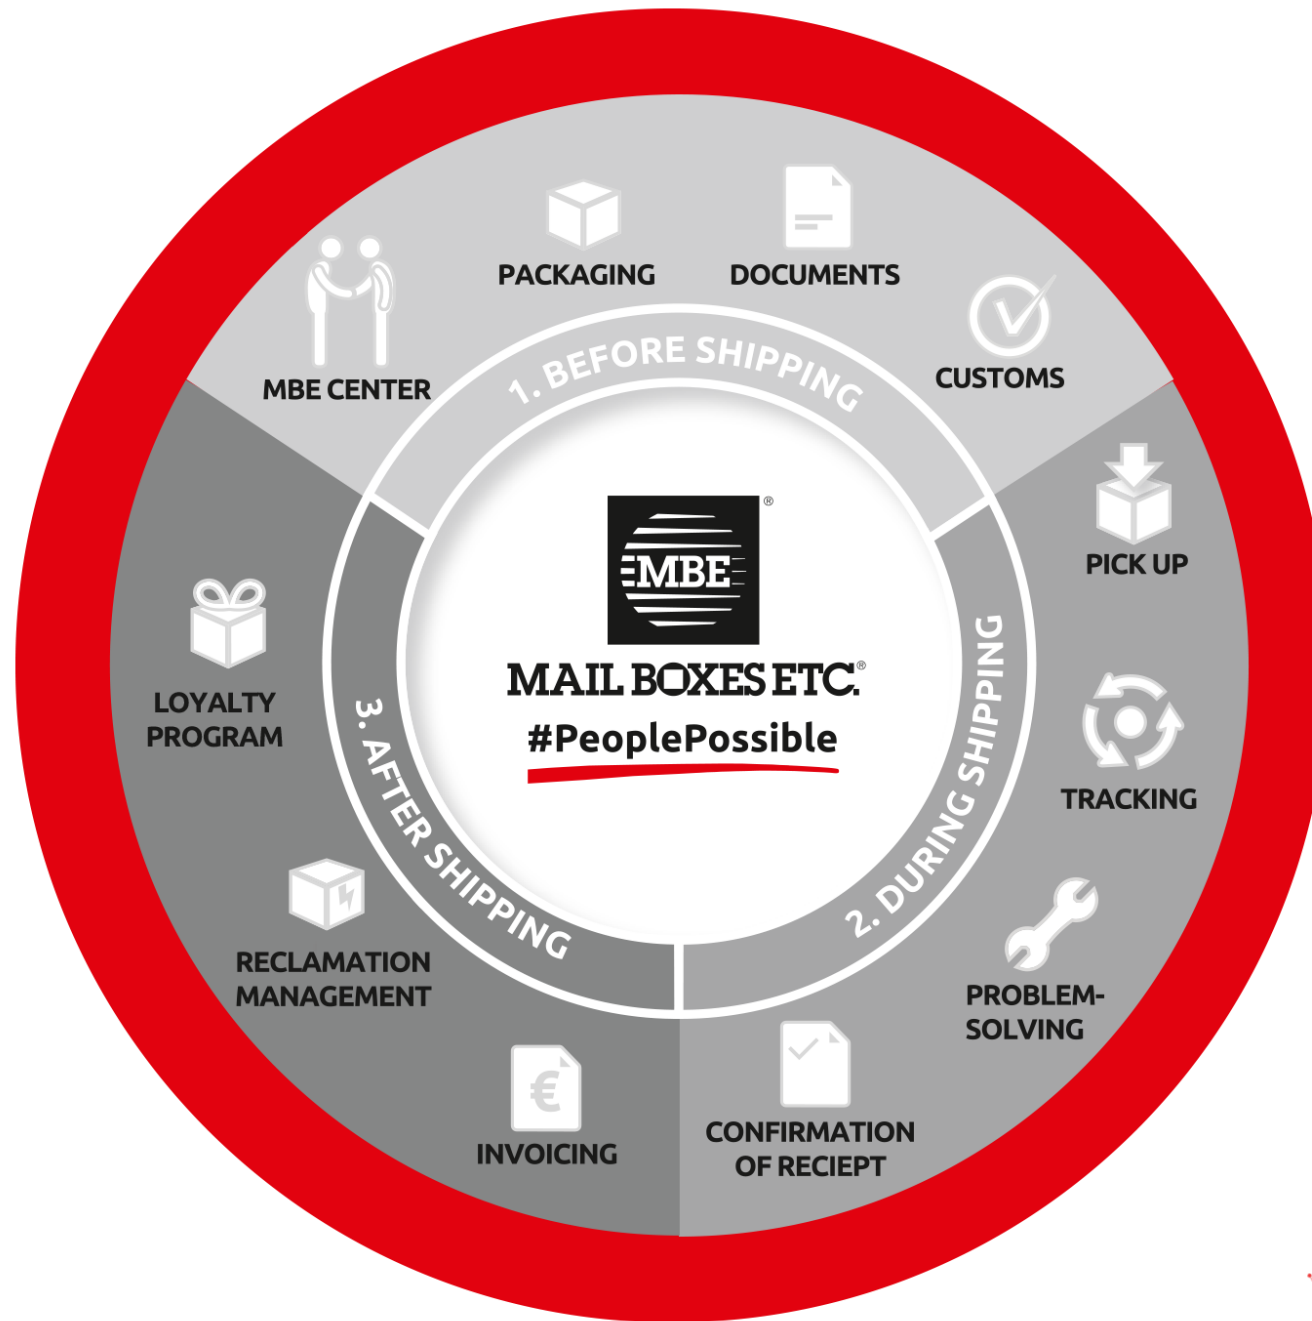 PACKAGING
DOCUMENTS
MBE CENTER
CUSTOMS
1. BEFORE SHIPPING
PICK UP
TRACKING
PROBLEM-
SOLVING
CONFIRMATION
OF RECIEPT
2. DURING SHIPPING
INVOICING
RECLAMATION
MANAGEMENT
LOYALTY
PROGRAM
3. AFTER SHIPPING
MBE®
MAIL BOXES ETC.®
#PeoplePossible
€